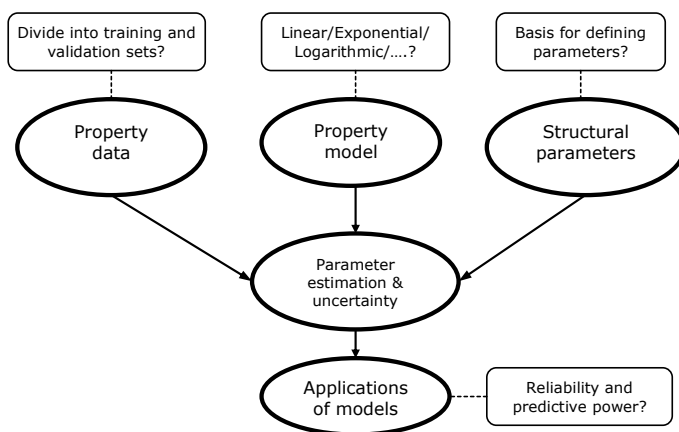 Divide into training and
validation sets?
Linear/Exponential/
Logarithmic/....?
Basis for defining
parameters?
Property
data
Property
model
Structural
parameters
Parameter
estimation &
uncertainty
Applications
of models
Reliability and
predictive power?